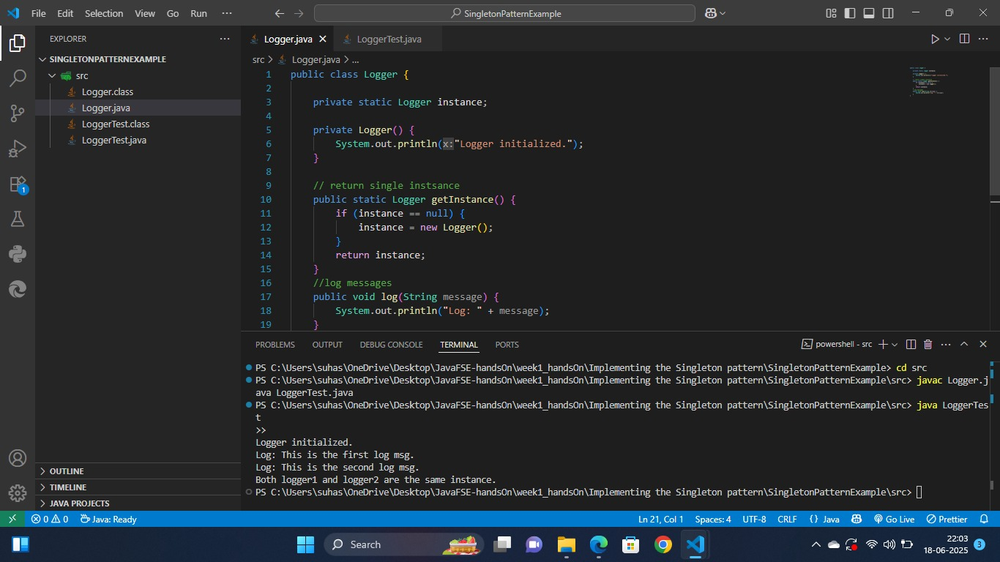 File Edit Selection View Go Run ···
SingletonPatternExample
EXPLORER
SINGLETONPATTERNEXAMPLE
src
Logger.class
Logger.java
LoggerTest.class
LoggerTest.java
1
OUTLINE
TIMELINE
JAVA PROJECTS
Logger.java
LoggerTest.java
src > Logger.java > ...
1 public class Logger {
2
3 private static Logger instance;
4
5 private Logger() {
6 System.out.println(x:"Logger initialized.");
7 }
8
9 // return single instsance
10 public static Logger getInstance() {
11 if (instance == null) {
12 instance = new Logger();
13 }
14 return instance;
15 }
16 //log messages
17 public void log(String message) {
18 System.out.println("Log: " + message);
19 }
PROBLEMS OUTPUT DEBUG CONSOLE TERMINAL PORTS
powershell - src
PS C:\Users\suhas\OneDrive\Desktop\JavaFSE-handsOn\week1_handsOn\Implementing the Singleton pattern\SingletonPatternExample> cd src
PS C:\Users\suhas\OneDrive\Desktop\JavaFSE-handsOn\week1_handsOn\Implementing the Singleton pattern\SingletonPatternExample\src> javac Logger.j
ava LoggerTest.java
PS C:\Users\suhas\OneDrive\Desktop\JavaFSE-handsOn\week1_handsOn\Implementing the Singleton pattern\SingletonPatternExample\src> java LoggerTes
t
>>
Logger initialized.
Log: This is the first log msg.
Log: This is the second log msg.
Both logger1 and logger2 are the same instance.
PS C:\Users\suhas\OneDrive\Desktop\JavaFSE-handsOn\week1_handsOn\Implementing the Singleton pattern\SingletonPatternExample\src>
0 0 Java: Ready
Ln 21, Col 1 Spaces: 4 UTF-8 CRLF {} Java Go Live Prettier
Search
22:03
18-06-2025
3